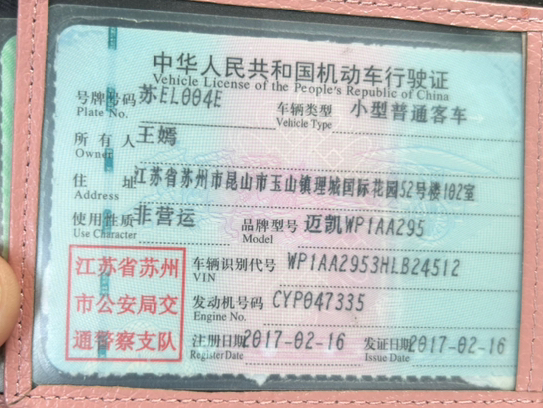 中华人民共和国机动车行驶证
Vehicle License of the People's Republic of China
号牌号码 苏EL004E 车辆类型 小型普通客车
Plate No. Vehicle Type
所有人 王嫣
Owner
住址 江苏省苏州市昆山市玉山镇理城国际花园52号楼102室
Address
使用性质 非营运 品牌型号 迈凯WP1AA295
Use Character Model
江苏省苏州
市公安局交
通警察支队
车辆识别代号 WP1AA2953HLB24512
VIN
发动机号码 CYP047335
Engine No.
注册日期 2017-02-16 发证日期 2017-02-16
Register Date Issue Date